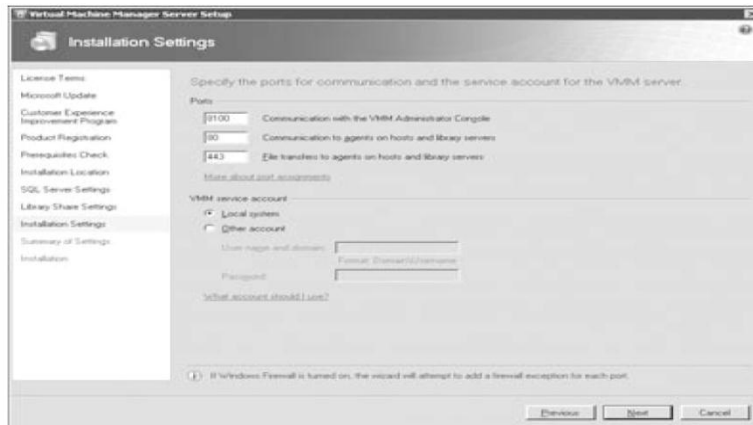 Virtual Machine Manager Server Setup
Installation Settings
License Terms
Microsoft Update
Customer Experience
Improvement Program
Product Registration
Prerequisites Check
Installation Location
SQL Server Settings
Library Share Settings
Installation Settings
Summary of Settings
Installation
Specify the ports for communication and the service account for the VMM server.
Ports
8100 Communication with the VMM Administrator Console
80 Communication to agents on hosts and library servers
443 File transfers to agents on hosts and library servers
More about port assignments
VMM service account
Local system
Other account
User name and domain:
Format: Domain\Username
Password:
What account should I use?
If Windows Firewall is turned on, the wizard will attempt to add a firewall exception for each port.
Previous Next Cancel